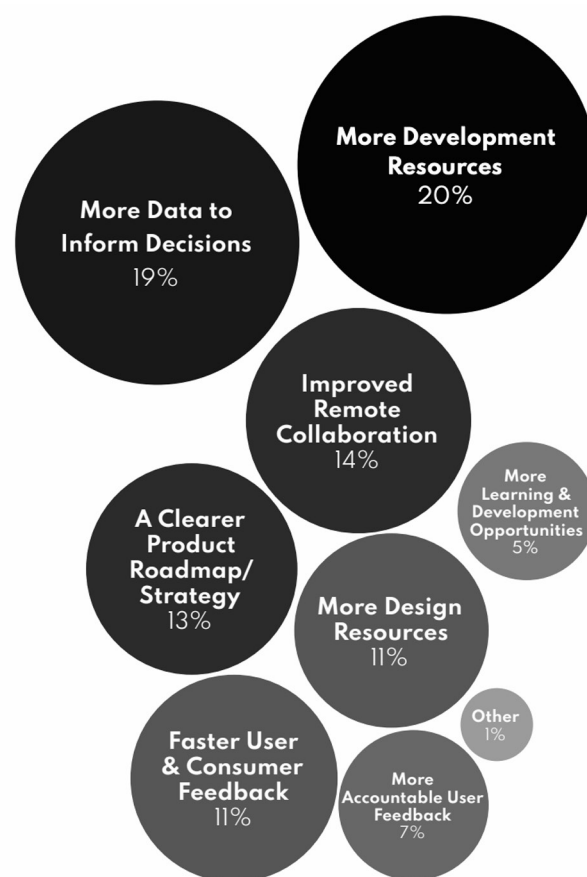 More Development
Resources
20%
More Data to
Inform Decisions
19%
Improved
Remote
Collaboration
14%
More
Learning &
Development
Opportunities
5%
A Clearer
Product
Roadmap/
Strategy
13%
More Design
Resources
11%
Other
1%
Faster User
& Consumer
Feedback
11%
More
Accountable User
Feedback
7%